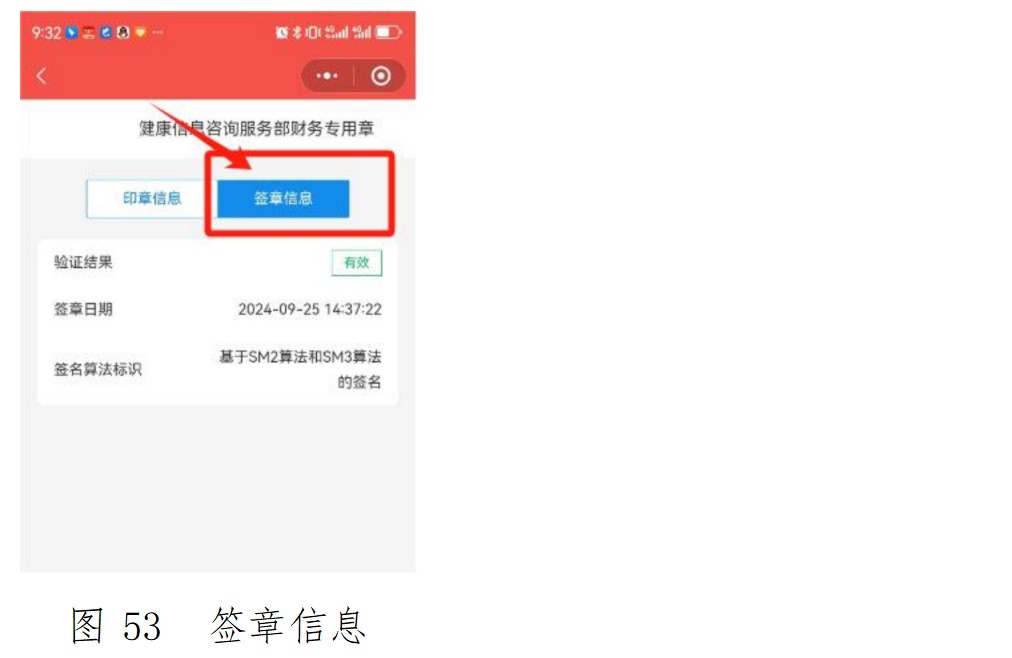 9:32
健康信息咨询服务部财务专用章
印章信息 签章信息
验证结果 有效
签章日期 2024-09-25 14:37:22
签名算法标识 基于SM2算法和SM3算法
的签名
图 53 签章信息